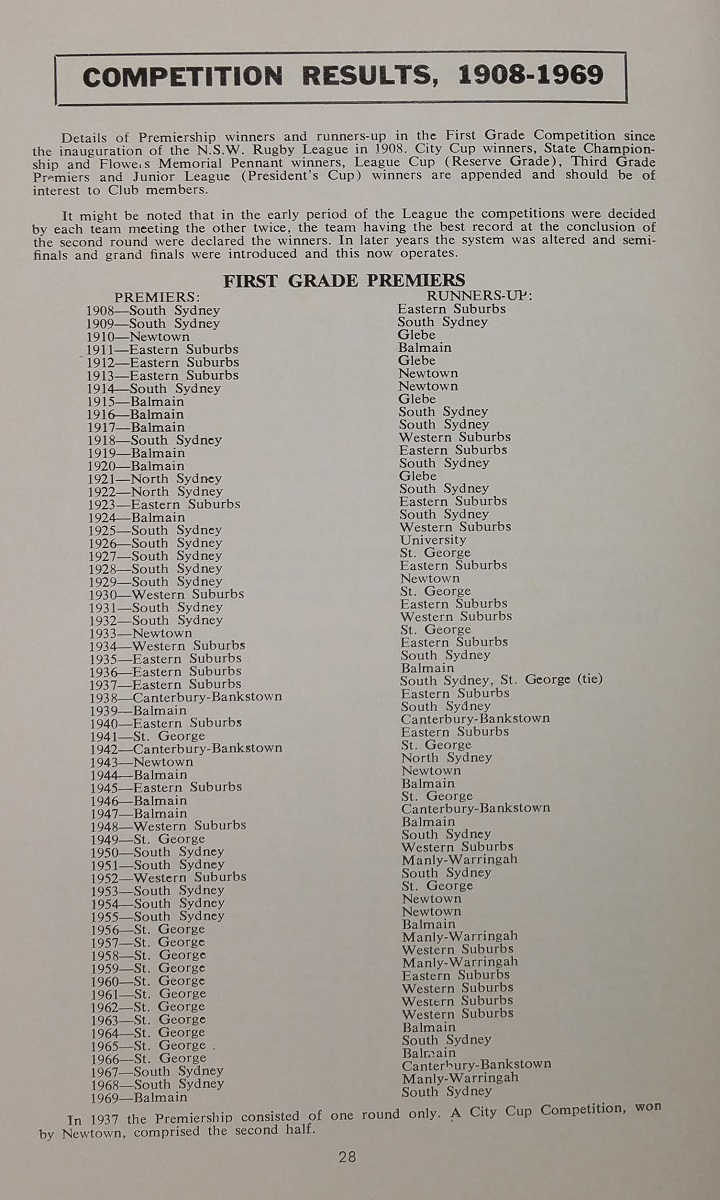 COMPETITION RESULTS, 1908-1969
Details of Premiership winners and runners-up in the First Grade Competition since
the inauguration of the N.S.W. Rugby League in 1908. City Cup winners, State Champion-
ship and Flowers Memorial Pennant winners, League Cup (Reserve Grade), Third Grade
Premiers and Junior League (President's Cup) winners are appended and should be of
interest to Club members.
It might be noted that in the early period of the League the competitions were decided
by each team meeting the other twice, the team having the best record at the conclusion of
the second round were declared the winners. In later years the system was altered and semi-
finals and grand finals were introduced and this now operates.
FIRST GRADE PREMIERS
PREMIERS: RUNNERS-UP:
1908—South Sydney Eastern Suburbs
1909—South Sydney South Sydney
1910—Newtown Glebe
1911—Eastern Suburbs Balmain
1912—Eastern Suburbs Glebe
1913—Eastern Suburbs Newtown
1914—South Sydney Newtown
1915—Balmain Glebe
1916—Balmain South Sydney
1917—Balmain South Sydney
1918—South Sydney Western Suburbs
1919—Balmain Eastern Suburbs
1920—Balmain South Sydney
1921—North Sydney Glebe
1922—North Sydney South Sydney
1923—Eastern Suburbs Eastern Suburbs
1924—Balmain South Sydney
1925—South Sydney Western Suburbs
1926—South Sydney University
1927—South Sydney St. George
1928—South Sydney Eastern Suburbs
1929—South Sydney Newtown
1930—Western Suburbs St. George
1931—South Sydney Eastern Suburbs
1932—South Sydney Western Suburbs
1933—Newtown St. George
1934—Western Suburbs Eastern Suburbs
1935—Eastern Suburbs South Sydney
1936—Eastern Suburbs Balmain
1937—Eastern Suburbs South Sydney, St. George (tie)
1938—Canterbury-Bankstown Eastern Suburbs
1939—Balmain South Sydney
1940—Eastern Suburbs Canterbury-Bankstown
1941—St. George Eastern Suburbs
1942—Canterbury-Bankstown St. George
1943—Newtown North Sydney
1944—Balmain Newtown
1945—Eastern Suburbs Balmain
1946—Balmain St. George
1947—Balmain Canterbury-Bankstown
1948—Western Suburbs Balmain
1949—St. George South Sydney
1950—South Sydney Western Suburbs
1951—South Sydney Manly-Warringah
1952—Western Suburbs South Sydney
1953—South Sydney St. George
1954—South Sydney Newtown
1955—South Sydney Newtown
1956—St. George Balmain
1957—St. George Manly-Warringah
1958—St. George Western Suburbs
1959—St. George Manly-Warringah
1960—St. George Eastern Suburbs
1961—St. George Western Suburbs
1962—St. George Western Suburbs
1963—St. George Western Suburbs
1964—St. George Balmain
1965—St. George South Sydney
1966—St. George Balmain
1967—South Sydney Canterbury-Bankstown
1968—South Sydney Manly-Warringah
1969—Balmain South Sydney
In 1937 the Premiership consisted of one round only. A City Cup Competition, won
by Newtown, comprised the second half.
28